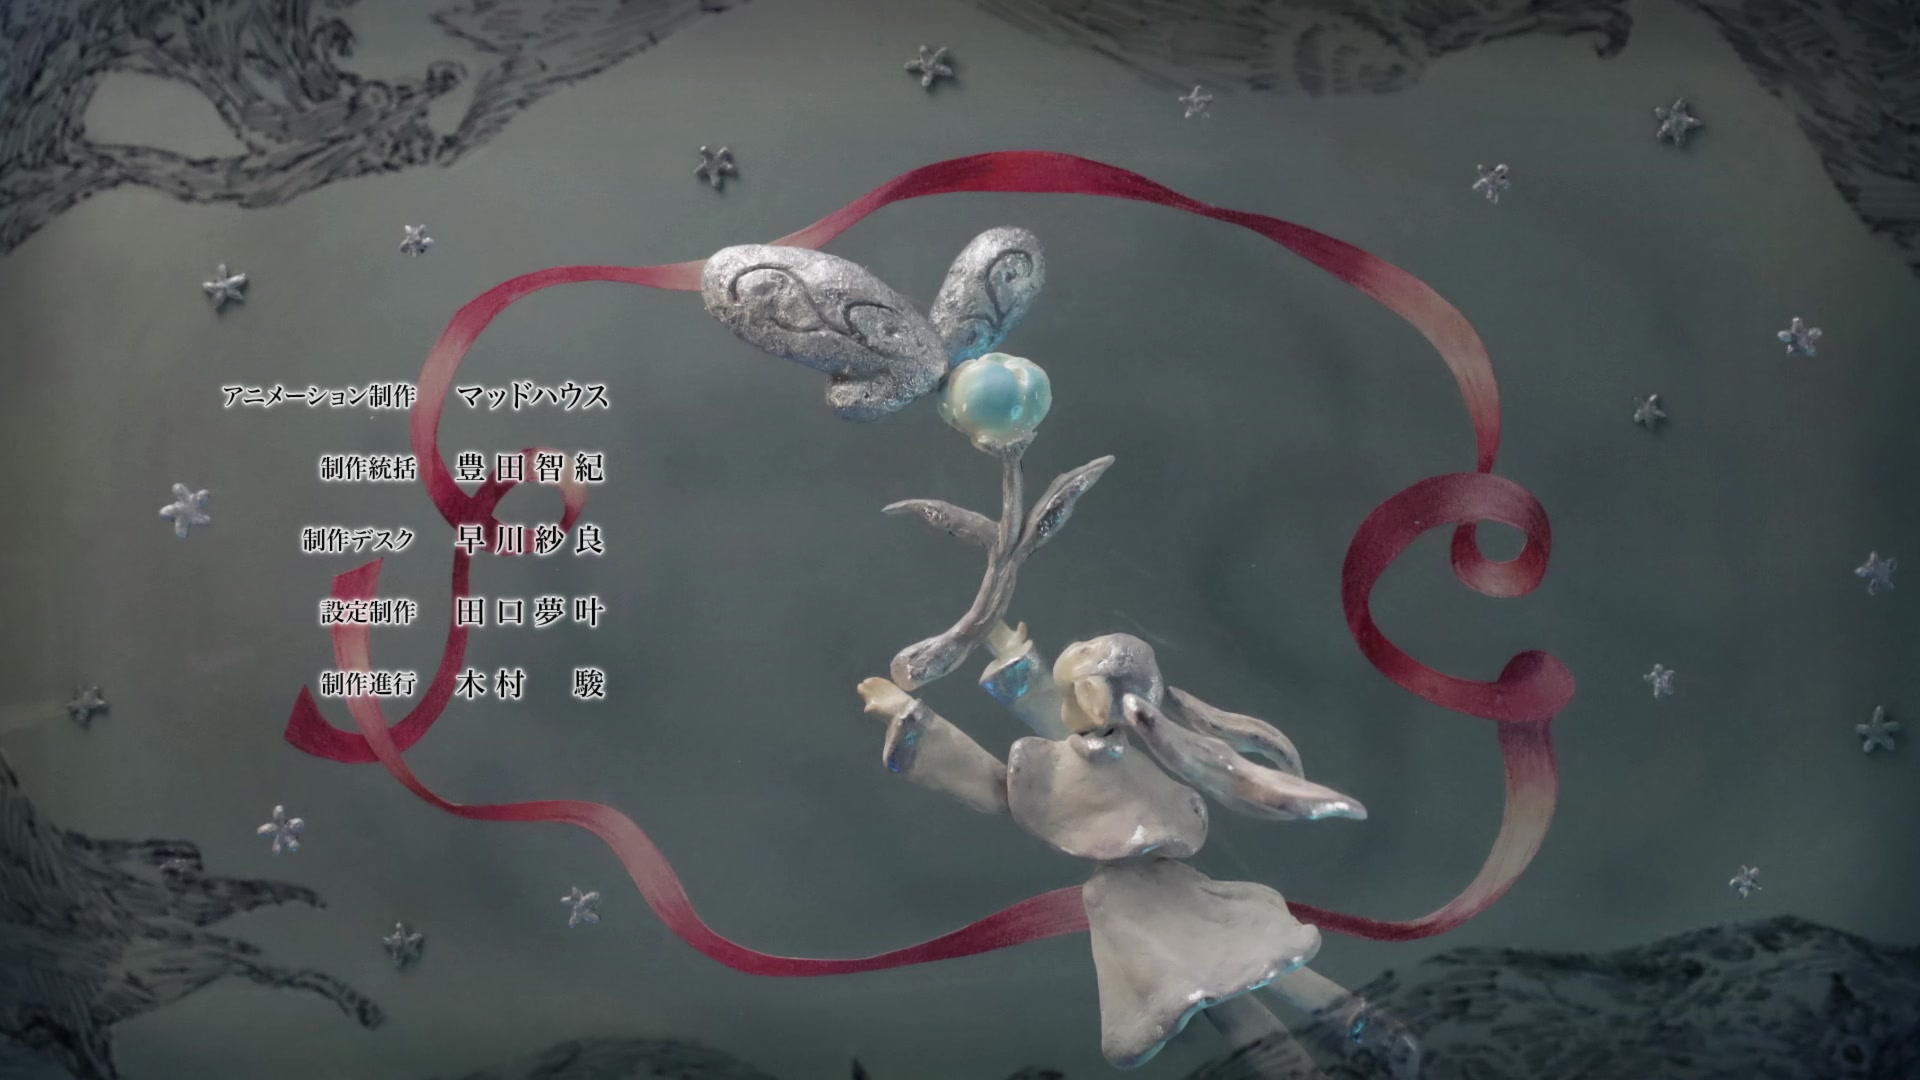 アニメーション制作 マッドハウス
制作統括 豊田智紀
制作デスク 早川紗良
設定制作 田口夢叶
制作進行 木村 駿